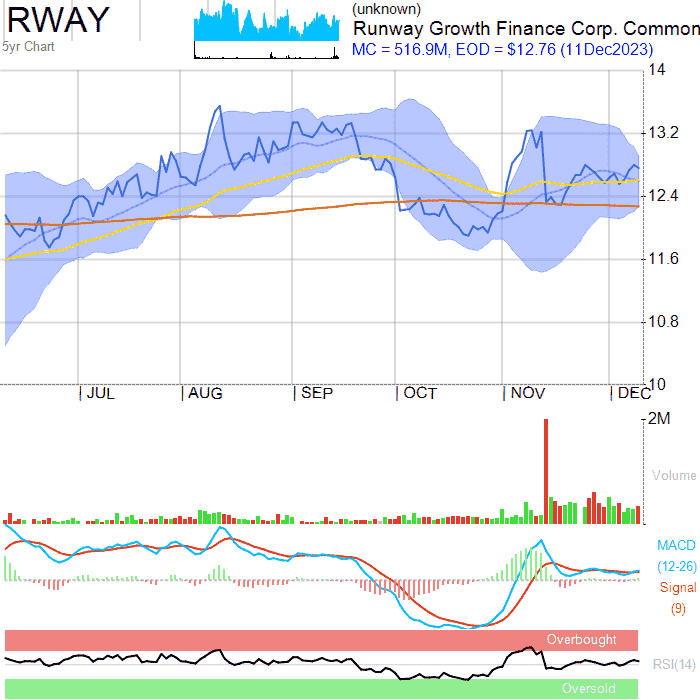 RWAY
5yr Chart
(unknown)
Runway Growth Finance Corp. Common
MC = 516.9M, EOD = $12.76 (11Dec2023)
14
13.2
12.4
11.6
10.8
10
JUL AUG SEP OCT NOV DEC
2M
Volume
MACD
(12-26)
Signal
(9)
Overbought
RSI(14)
Oversold